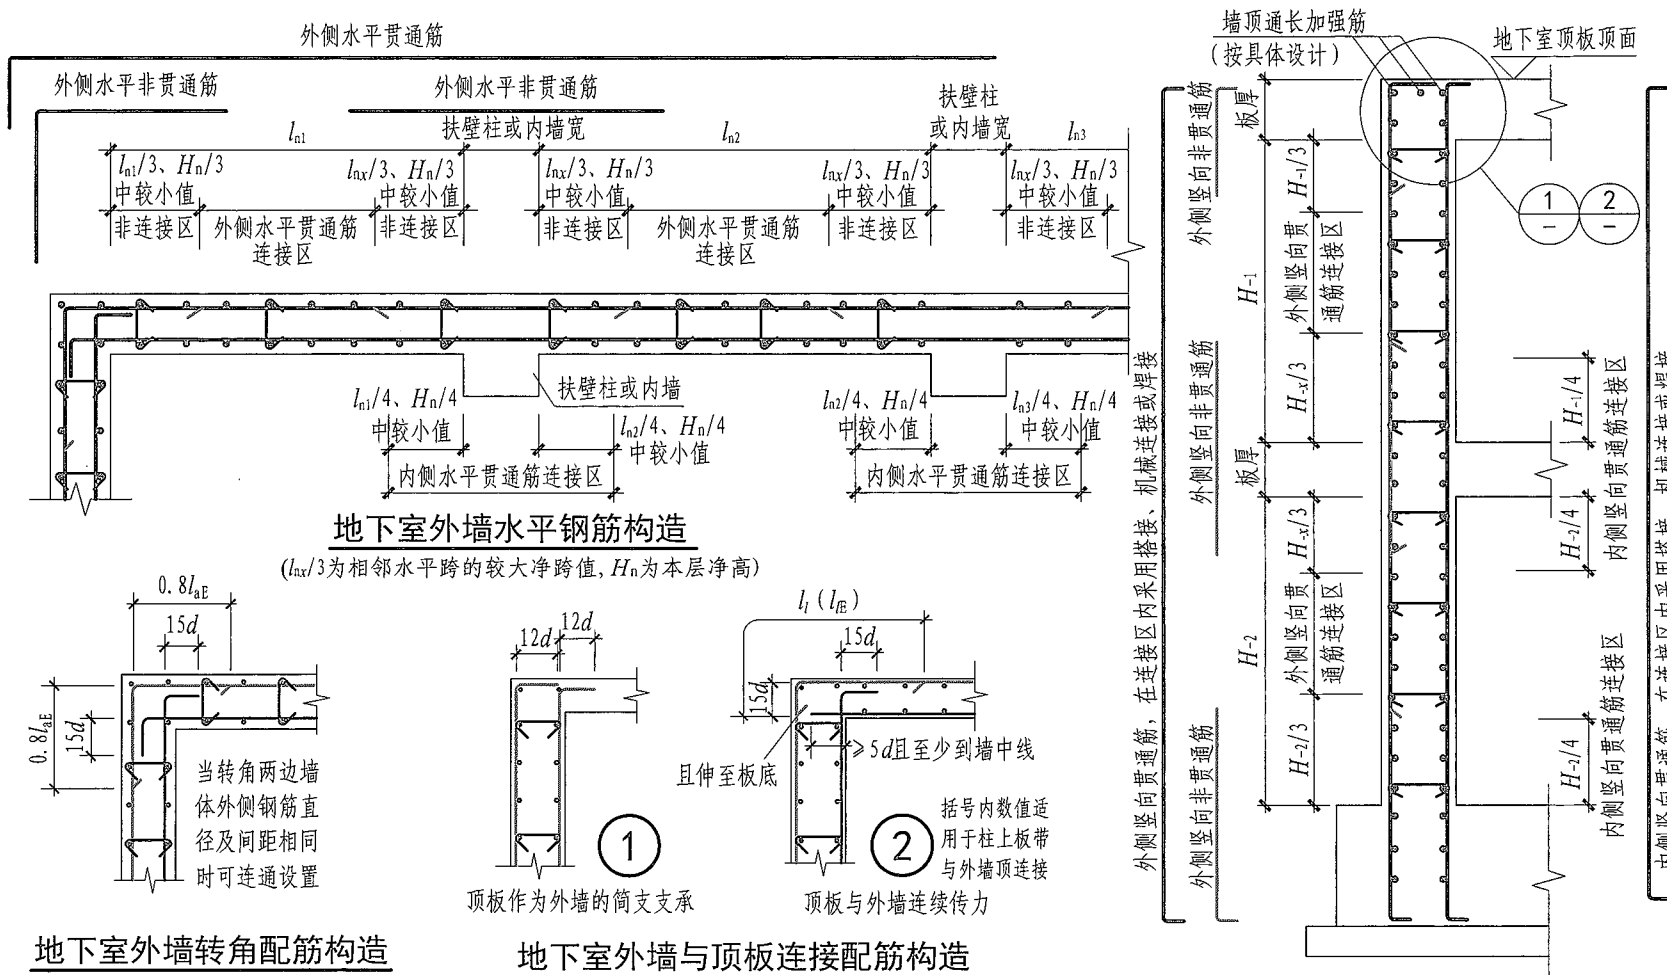 外侧水平贯通筋
外侧水平非贯通筋
外侧水平非贯通筋
扶壁柱或内墙宽
扶壁柱
或内墙宽
ln1
ln2
ln3
ln1/3、Hn/3
中较小值
lnx/3、Hn/3
中较小值
lnx/3、Hn/3
中较小值
lnx/3、Hn/3
中较小值
lnx/3、Hn/3
中较小值
非连接区
外侧水平贯通筋
连接区
非连接区
非连接区
外侧水平贯通筋
连接区
非连接区
非连接区
扶壁柱或内墙
ln1/4、Hn/4
中较小值
ln2/4、Hn/4
中较小值
ln2/4、Hn/4
中较小值
ln3/4、Hn/4
中较小值
内侧水平贯通筋连接区
内侧水平贯通筋连接区
地下室外墙水平钢筋构造
(lnx/3为相邻水平跨的较大净跨值, Hn为本层净高)
0.8laE
15d
0.8laE
15d
当转角两边墙
体外侧钢筋直
径及间距相同
时可连通设置
地下室外墙转角配筋构造
12d
12d
1
顶板作为外墙的简支支承
ll (llE)
15d
15d
≥5d且至少到墙中线
且伸至板底
2
括号内数值适
用于柱上板带
与外墙顶连接
顶板与外墙连续传力
地下室外墙与顶板连接配筋构造
墙顶通长加强筋
(按具体设计)
地下室顶板顶面
1
-
2
-
外侧竖向贯通筋，在连接区内采用搭接、机械连接或焊接
外侧竖向非贯通筋
外侧竖向非贯通筋
外侧竖向非贯通筋
板厚
H-1
板厚
H-2
H-1/3
外侧竖向贯
通筋连接区
H-x/3
H-x/3
外侧竖向贯
通筋连接区
H-2/3
H-1/4
H-2/4
内侧竖向贯通筋连接区
H-2/4
内侧竖向贯通筋连接区